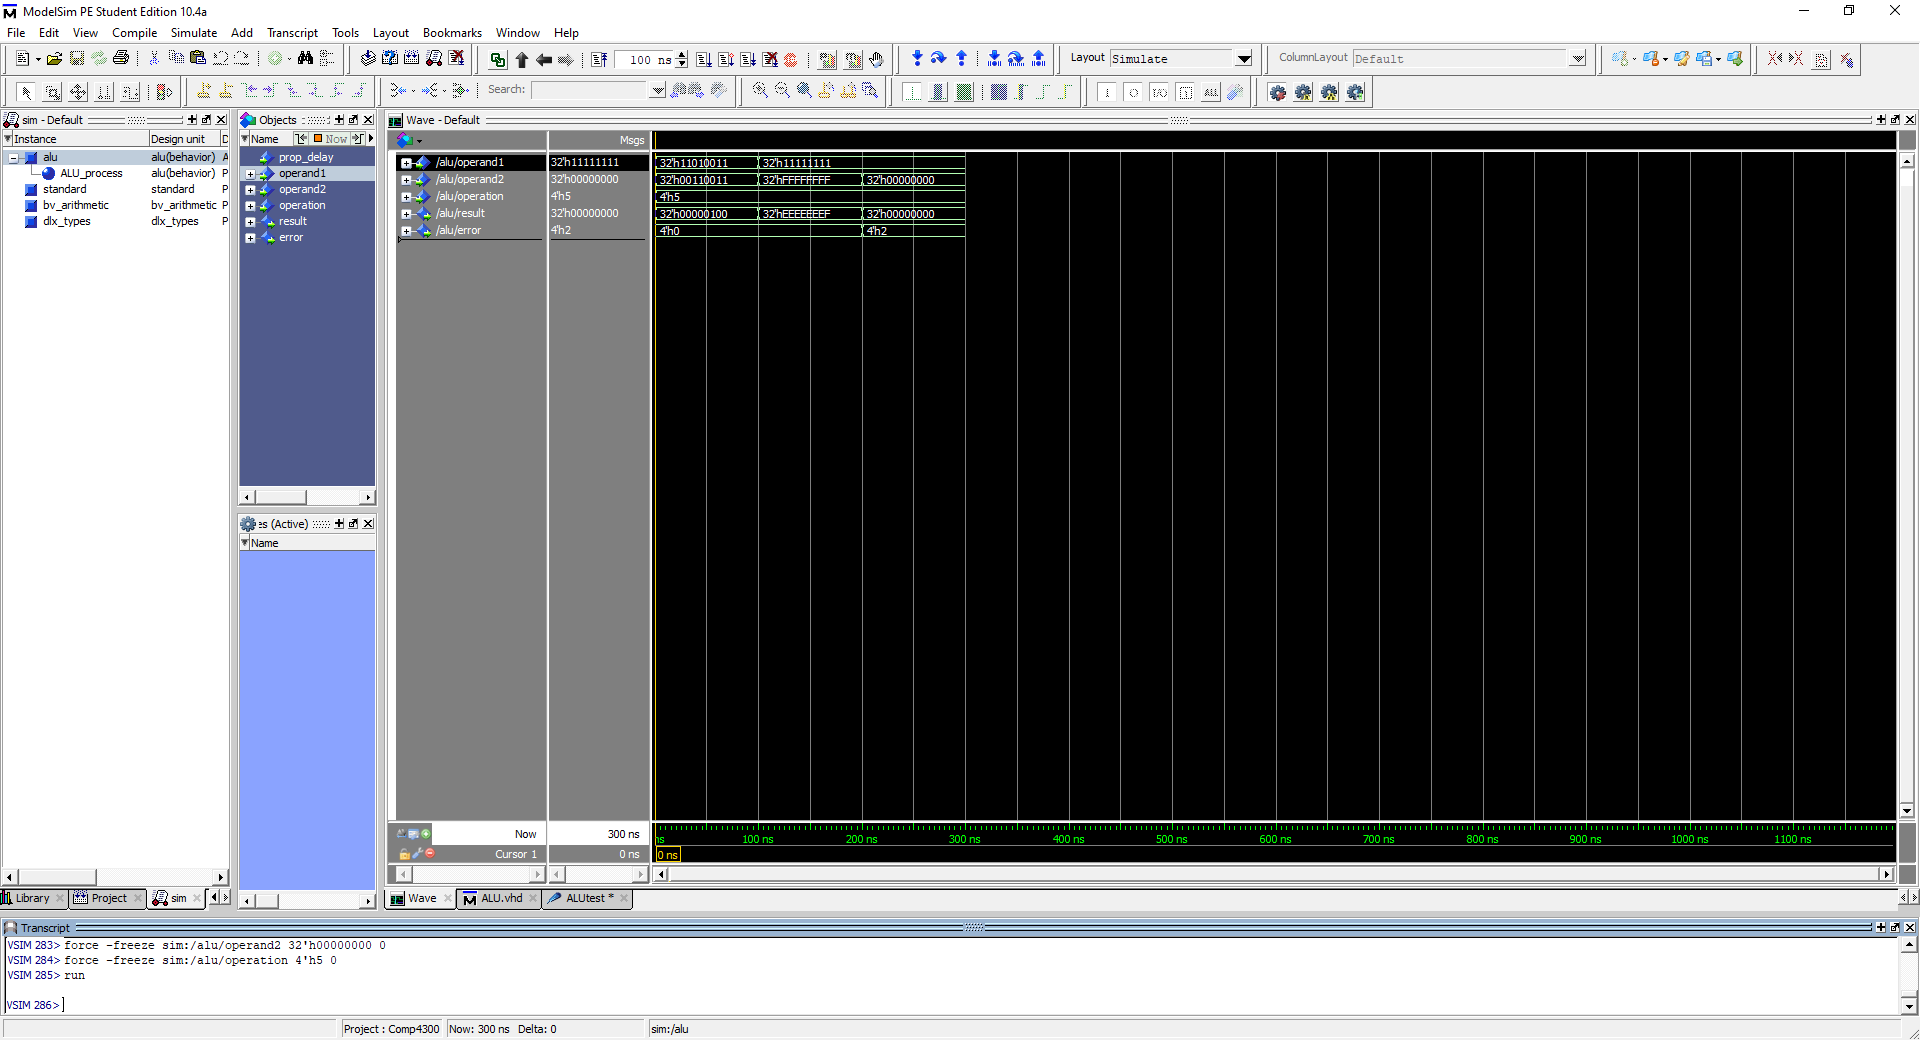 ModelSim PE Student Edition 10.4a
File Edit View Compile Simulate Add Transcript Tools Layout Bookmarks Window Help
100 ns
Layout Simulate
ColumnLayout Default
Search:
sim - Default
Instance Design unit D
alu alu(behavior) A
ALU_process alu(behavior) P
standard standard P
bv_arithmetic bv_arithmetic P
dlx_types dlx_types P
Objects
Name Now
prop_delay
operand1
operand2
operation
result
error
es (Active)
Name
Wave - Default
Msgs
/alu/operand1 32'h11111111 32'h11010011 32'h11111111
/alu/operand2 32'h00000000 32'h00110011 32'hFFFFFFFF 32'h00000000
/alu/operation 4'h5 4'h5
/alu/result 32'h00000000 32'h00000100 32'hEEEEEEEF 32'h00000000
/alu/error 4'h2 4'h0 4'h2
Now 300 ns
ns 100 ns 200 ns 300 ns 400 ns 500 ns 600 ns 700 ns 800 ns 900 ns 1000 ns 1100 ns
Cursor 1 0 ns 0 ns
Library Project sim
Wave ALU.vhd ALUtest *
Transcript
VSIM 283> force -freeze sim:/alu/operand2 32'h00000000 0
VSIM 284> force -freeze sim:/alu/operation 4'h5 0
VSIM 285> run
VSIM 286>
Project : Comp4300 Now: 300 ns Delta: 0 sim:/alu